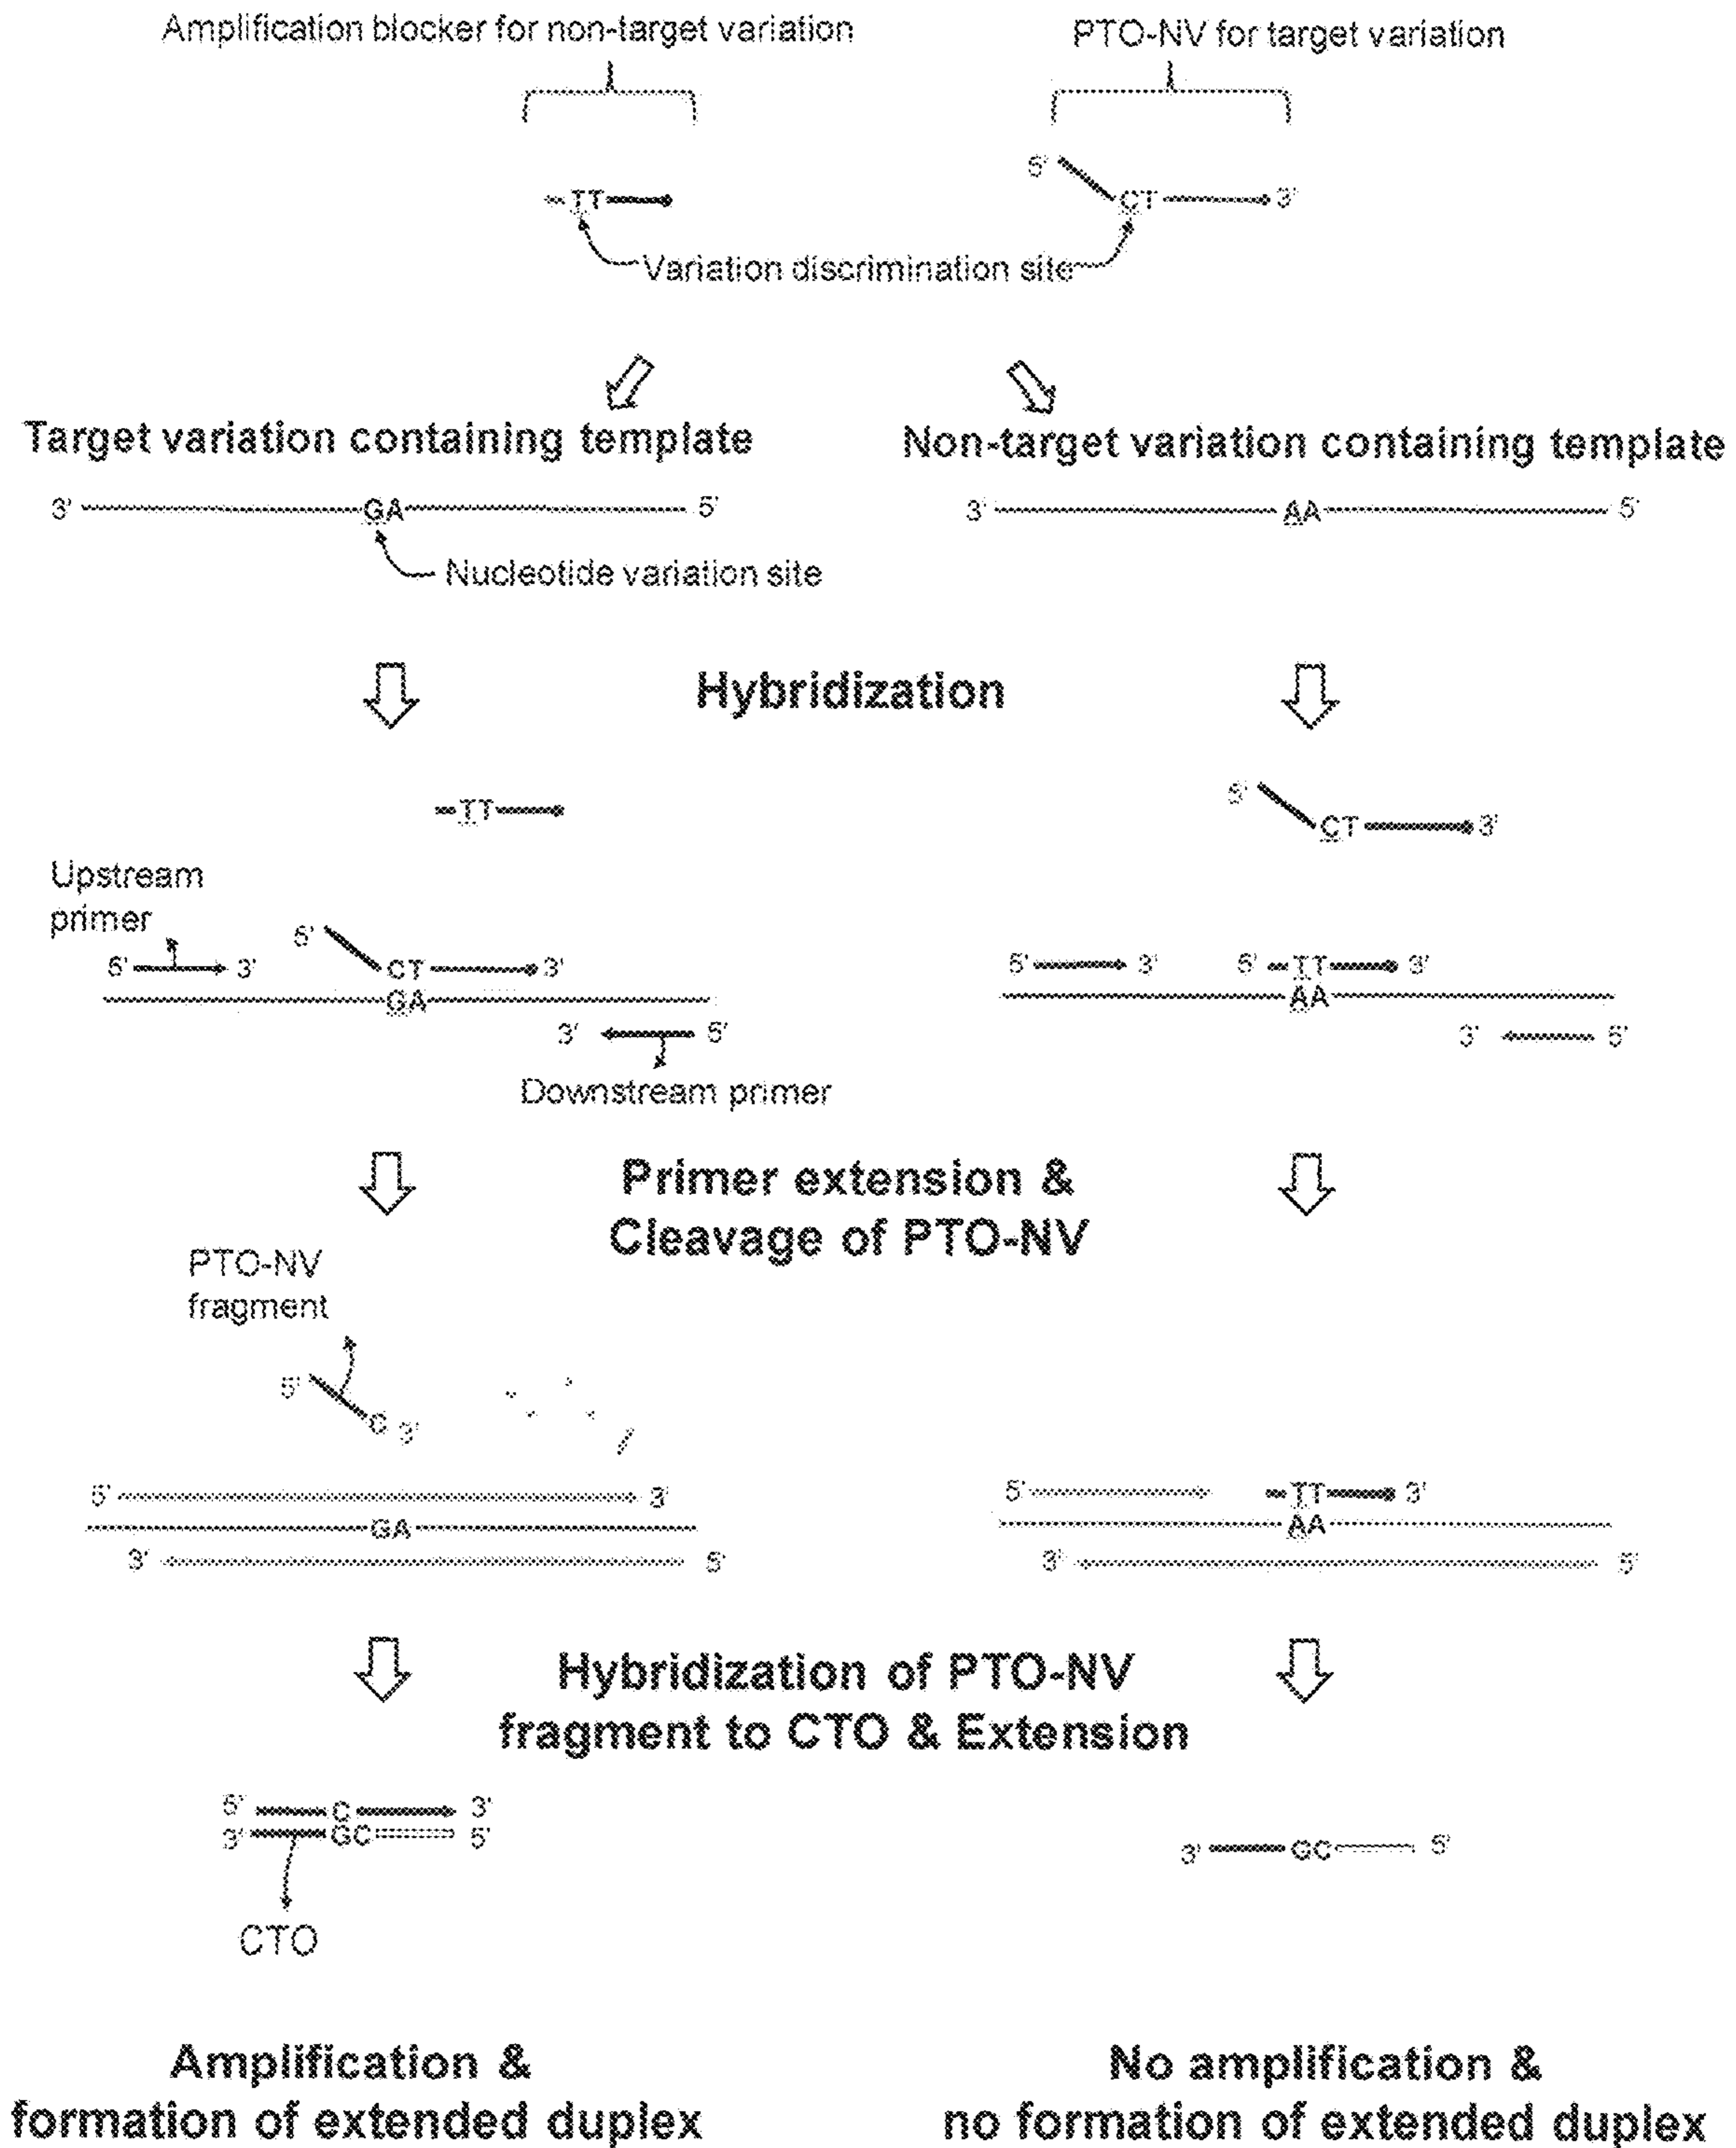 Amplification blocker for non-target variation
PTO-NV for target variation
5'
TT
CT
3'
Variation discrimination site
Target variation containing template
Non-target variation containing template
3'
GA
5'
3'
AA
5'
Nucleotide variation site
Hybridization
TT
5'
CT
3'
Upstream
primer
5'
3'
5'
CT
3'
GA
3'
5'
Downstream primer
5'
3'
5'
TT
3'
AA
3'
5'
Primer extension &
Cleavage of PTO-NV
PTO-NV
fragment
5'
C
3'
5'
3'
GA
3'
5'
5'
TT
3'
AA
3'
5'
Hybridization of PTO-NV
fragment to CTO & Extension
5'
C
3'
3'
GC
5'
CTO
3'
GC
5'
Amplification &
formation of extended duplex
No amplification &
no formation of extended duplex